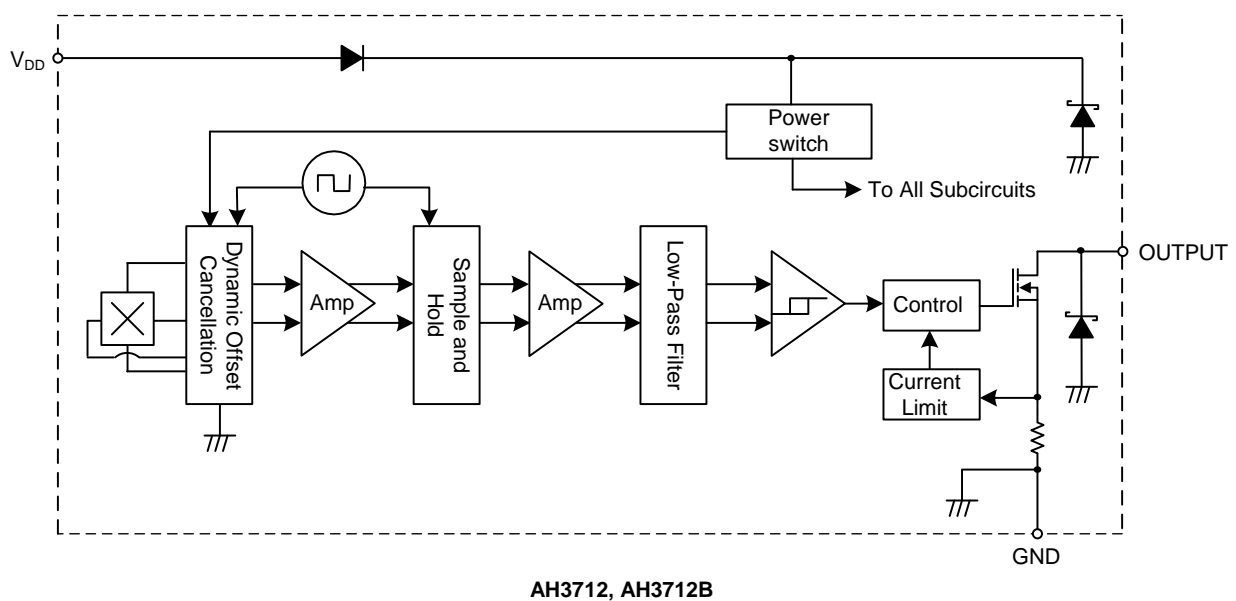 VDD
Power
switch
To All Subcircuits
Dynamic Offset
Cancellation
Amp
Sample and
Hold
Amp
Low-Pass Filter
Control
Current
Limit
OUTPUT
GND
AH3712, AH3712B